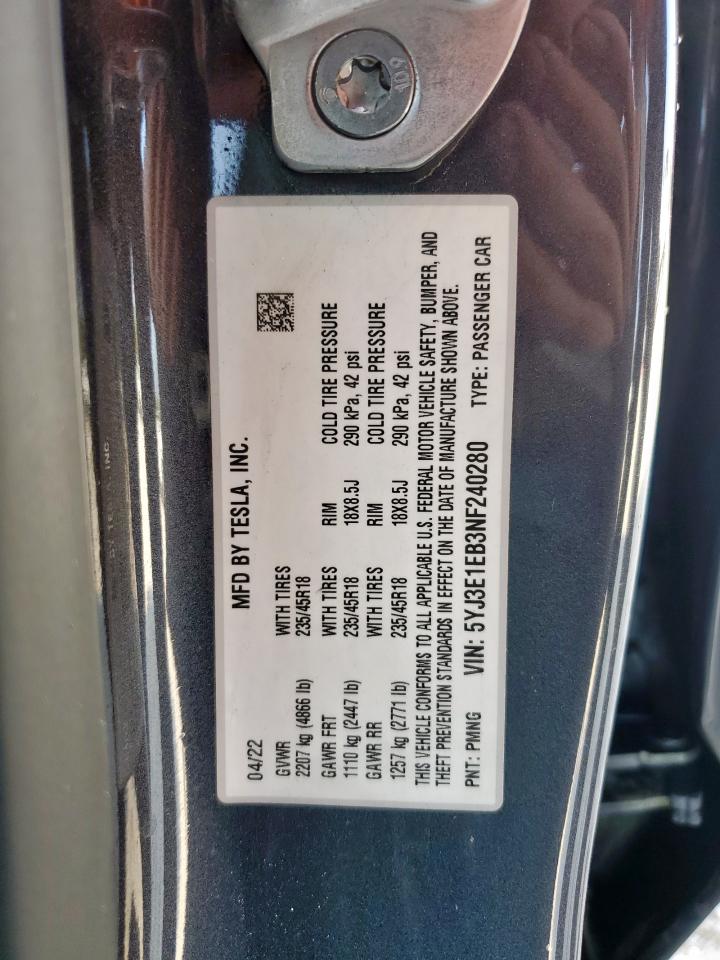 MFD BY TESLA, INC.
04/22
GVWR WITH TIRES
2207 kg (4866 lb) 235/45R18
GAWR FRT WITH TIRES RIM COLD TIRE PRESSURE
1110 kg (2447 lb) 235/45R18 18X8.5J 290 kPa, 42 psi
GAWR RR WITH TIRES RIM COLD TIRE PRESSURE
1257 kg (2771 lb) 235/45R18 18X8.5J 290 kPa, 42 psi
THIS VEHICLE CONFORMS TO ALL APPLICABLE U.S. FEDERAL MOTOR VEHICLE SAFETY, BUMPER, AND
THEFT PREVENTION STANDARDS IN EFFECT ON THE DATE OF MANUFACTURE SHOWN ABOVE.
PNT: PMNG VIN: 5YJ3E1EB3NF240280 TYPE: PASSENGER CAR